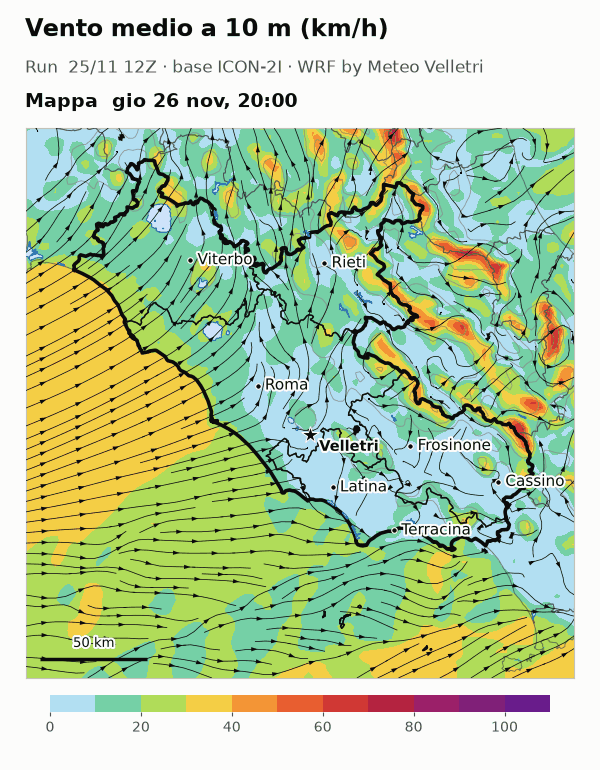 Vento medio a 10 m (km/h)
Run  25/11 12Z · base ICON-2I · WRF by Meteo Velletri
Mappa  gio 26 nov, 20:00
Viterbo
Rieti
Roma
Velletri
Frosinone
Latina
Cassino
Terracina
50 km
0 20 40 60 80 100